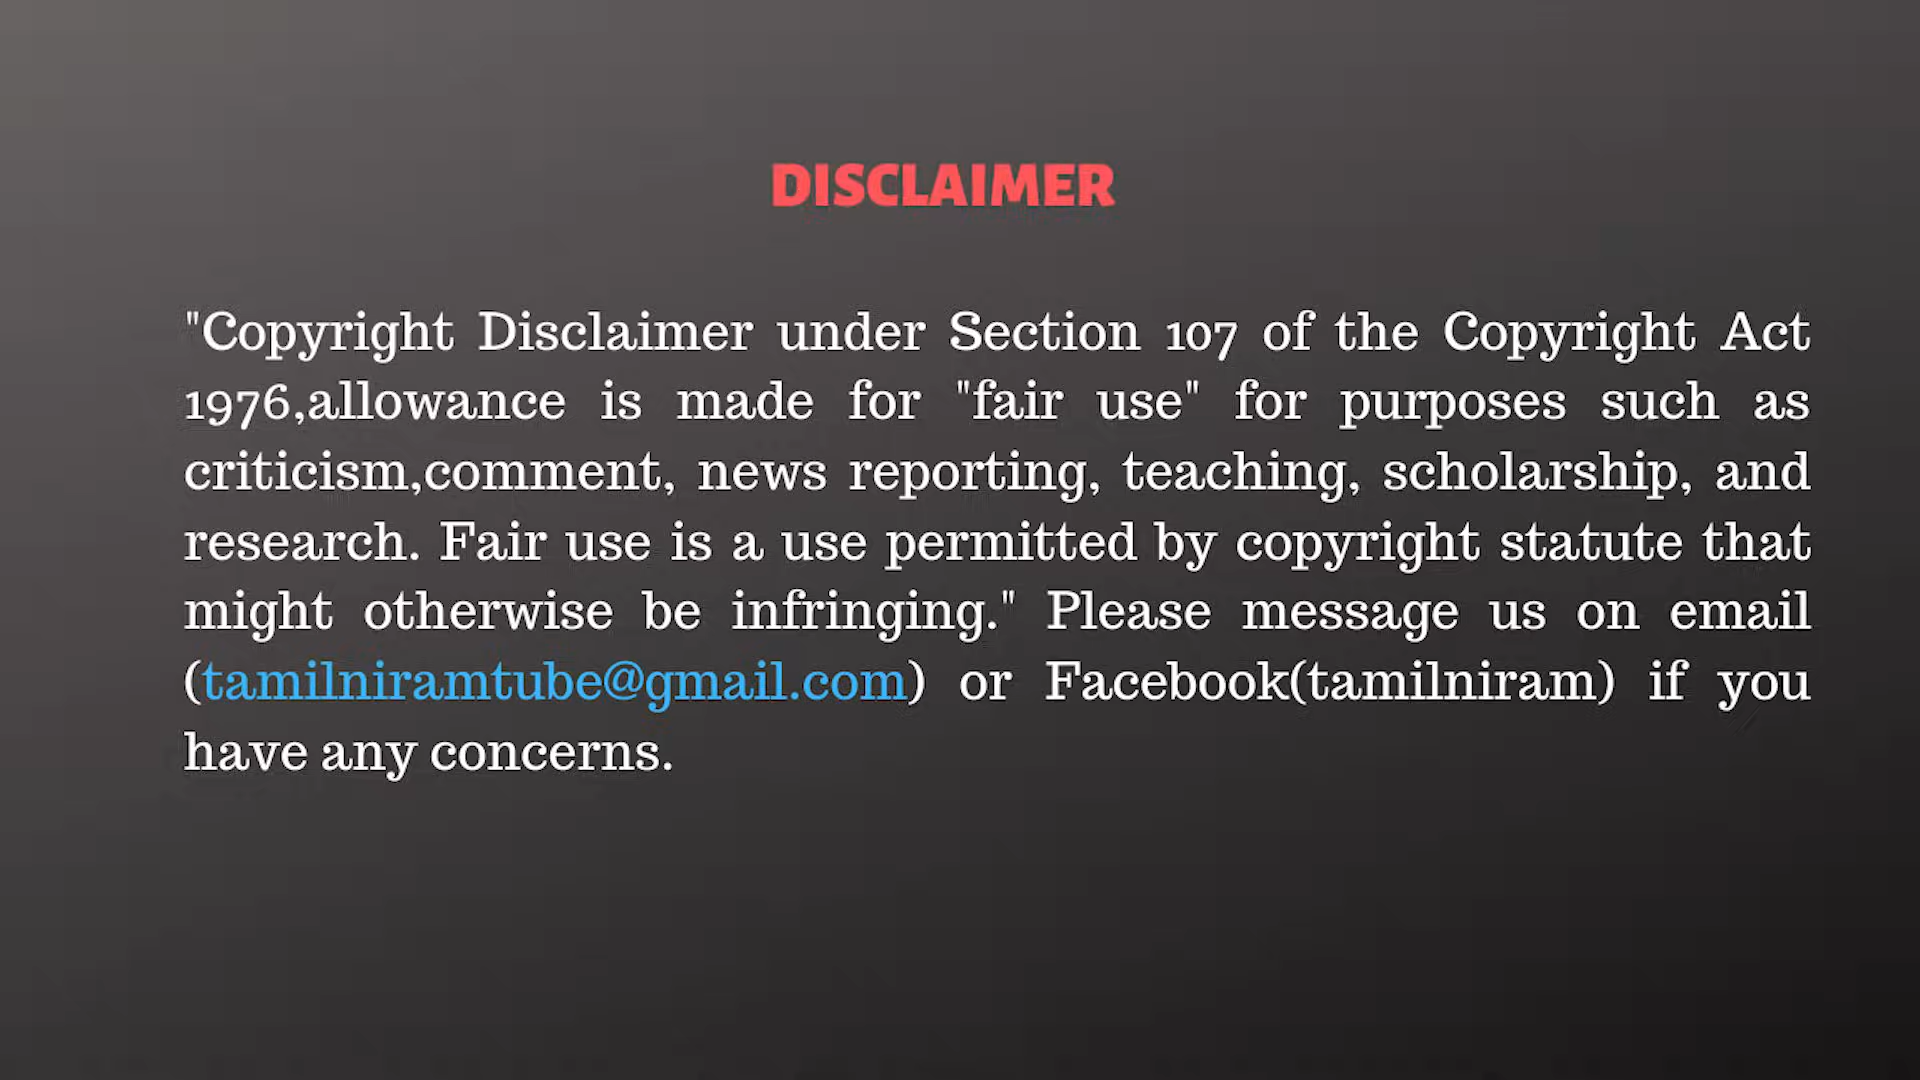 DISCLAIMER
"Copyright Disclaimer under Section 107 of the Copyright Act
1976,allowance is made for "fair use" for purposes such as
criticism,comment, news reporting, teaching, scholarship, and
research. Fair use is a use permitted by copyright statute that
might otherwise be infringing." Please message us on email
(tamilniramtube@gmail.com) or Facebook(tamilniram) if you
have any concerns.